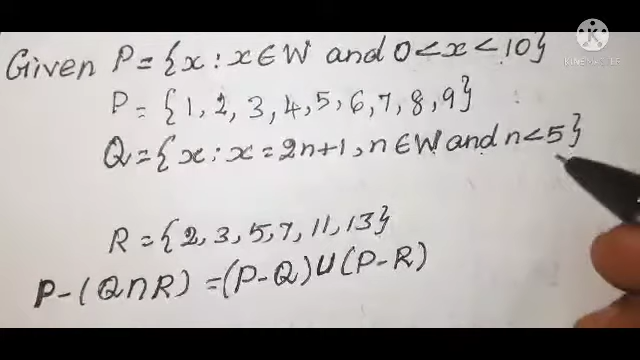 KINEMASTER
Given P = {x : x ∈ W and 0 < x < 10}
P = {1, 2, 3, 4, 5, 6, 7, 8, 9}
Q = {x : x = 2n+1, n ∈ W and n < 5}
R = {2, 3, 5, 7, 11, 13}
P - (Q ∩ R) = (P - Q) ∪ (P - R)